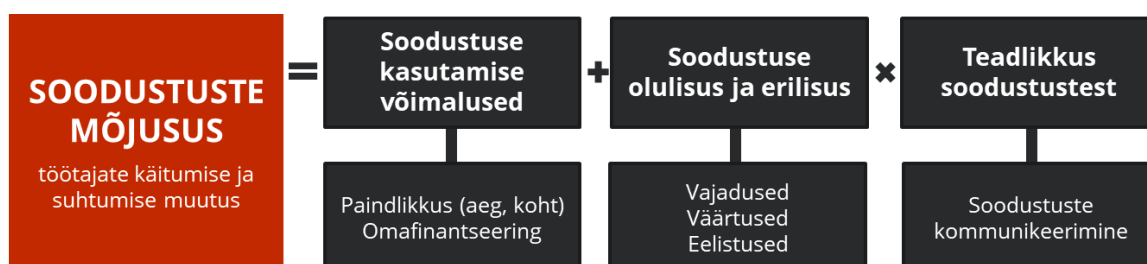 SOODUSTUSTE
MÕJUSUS
töötajate käitumise ja
suhtumise muutus
=
Soodustuse
kasutamise
võimalused
+
Soodustuse
olulisus ja erilisus
×
Teadlikkus
soodustustest
Paindlikkus (aeg, koht)
Omafinantseering
Vajadused
Väärtused
Eelistused
Soodustuste
kommunikeerimine